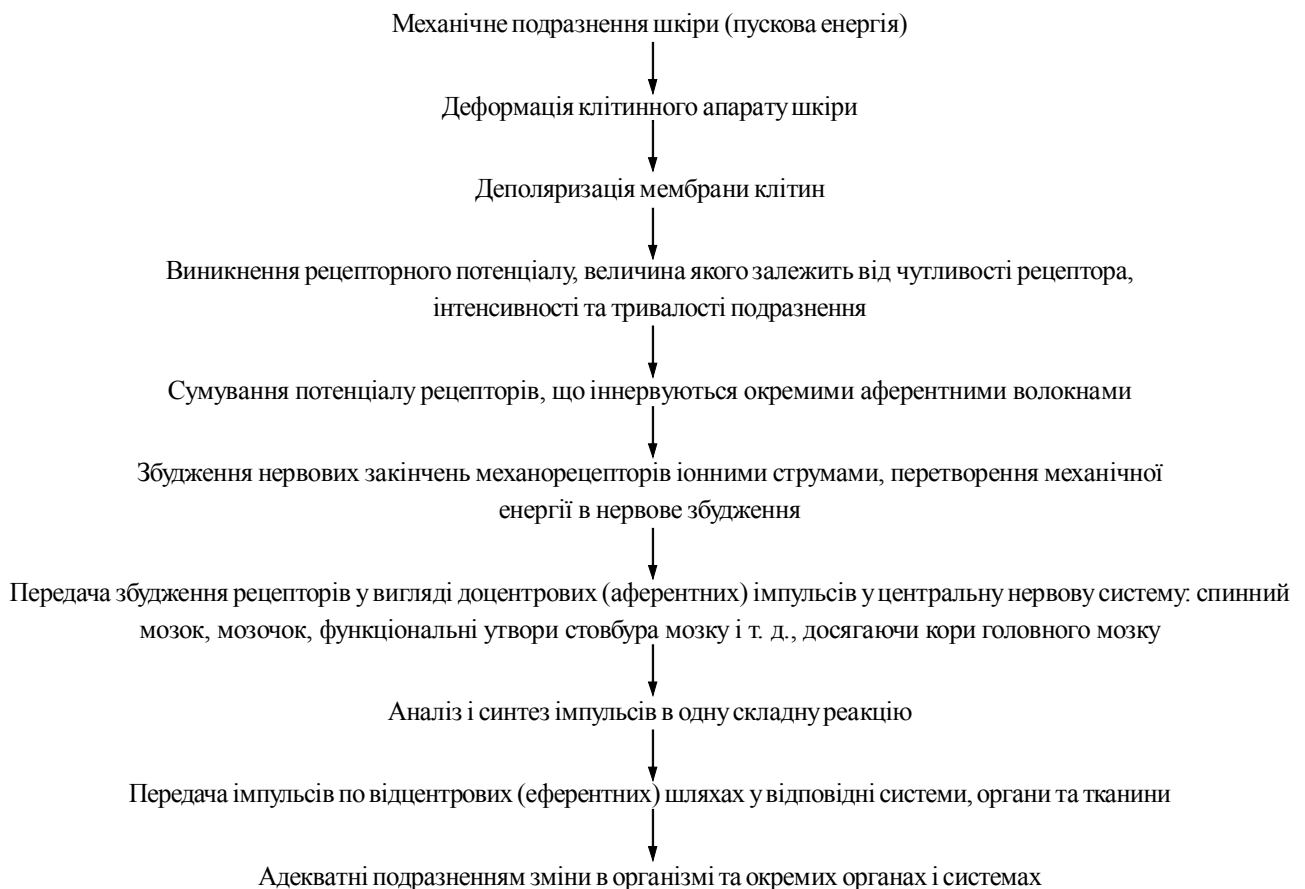 Механічне подразнення шкіри (пускова енергія)
Деформація клітинного апарату шкіри
Деполяризація мембрани клітин
Виникнення рецепторного потенціалу, величина якого залежить від чутливості рецептора,
інтенсивності та тривалості подразнення
Сумування потенціалу рецепторів, що іннервуються окремими аферентними волокнами
Збудження нервових закінчень механорецепторів іонними струмами, перетворення механічної
енергії в нервове збудження
Передача збудження рецепторів у вигляді доцентрових (аферентних) імпульсів у центральну нервову систему: спинний
мозок, мозочок, функціональні утвори стовбура мозку і т. д., досягаючи кори головного мозку
Аналіз і синтез імпульсів в одну складну реакцію
Передача імпульсів по відцентрових (еферентних) шляхах у відповідні системи, органи та тканини
Адекватні подразненням зміни в організмі та окремих органах і системах